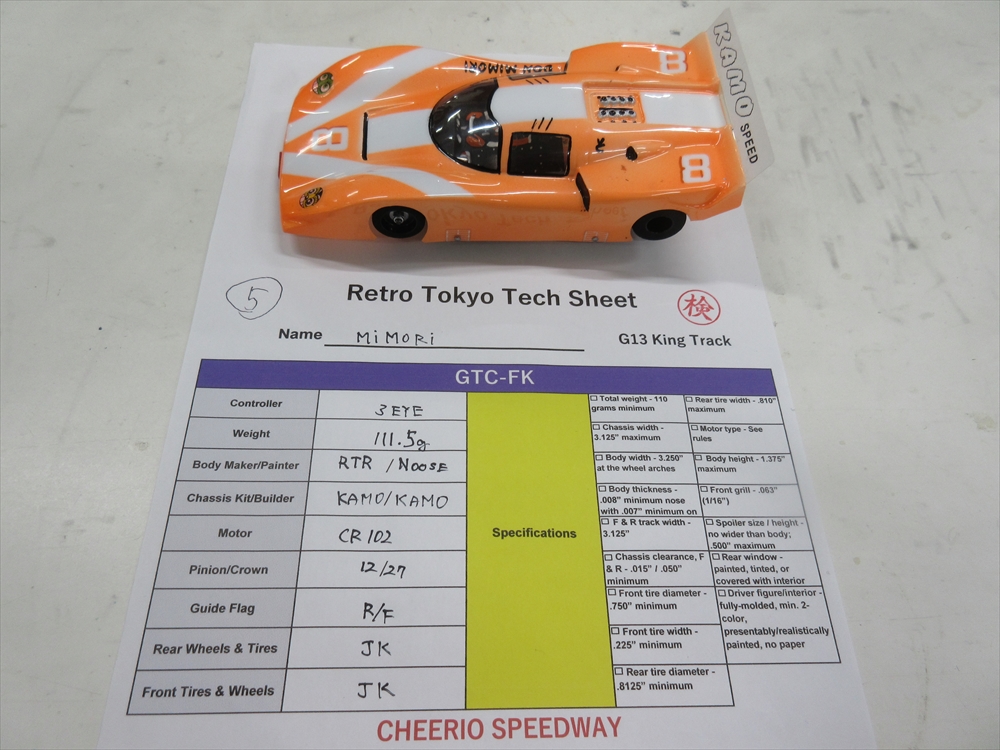 KAMO
SPEED
DON MIMORI
8
8
8
5
Retro Tokyo Tech Sheet
検
Name MiMORi
G13 King Track
GTC-FK
Controller 3 EYE
Weight 111.5g
Body Maker/Painter RTR / NOOSE
Chassis Kit/Builder KAMO/KAMO
Motor CR 102
Pinion/Crown 12/27
Guide Flag R/F
Rear Wheels & Tires JK
Front Tires & Wheels JK
Specifications
☐ Total weight - 110
grams minimum
☐ Chassis width -
3.125" maximum
☐ Body width - 3.250"
at the wheel arches
☐ Body thickness -
.008" minimum nose
with .007" minimum on
☐ F & R track width -
3.125"
☐ Chassis clearance, F
& R - .015" / .050"
minimum
☐ Front tire diameter -
.750" minimum
☐ Front tire width -
.225" minimum
☐ Rear tire diameter -
.8125" minimum
☐ Rear tire width - .810"
maximum
☐ Motor type - See
rules
☐ Body height - 1.375"
maximum
☐ Front grill - .063"
(1/16")
☐ Spoiler size / height -
no wider than body;
.500" maximum
☐ Rear window -
painted, tinted, or
covered with interior
☐ Driver figure/interior -
fully-molded, min. 2-
color,
presentably/realistically
painted, no paper
CHEERIO SPEEDWAY